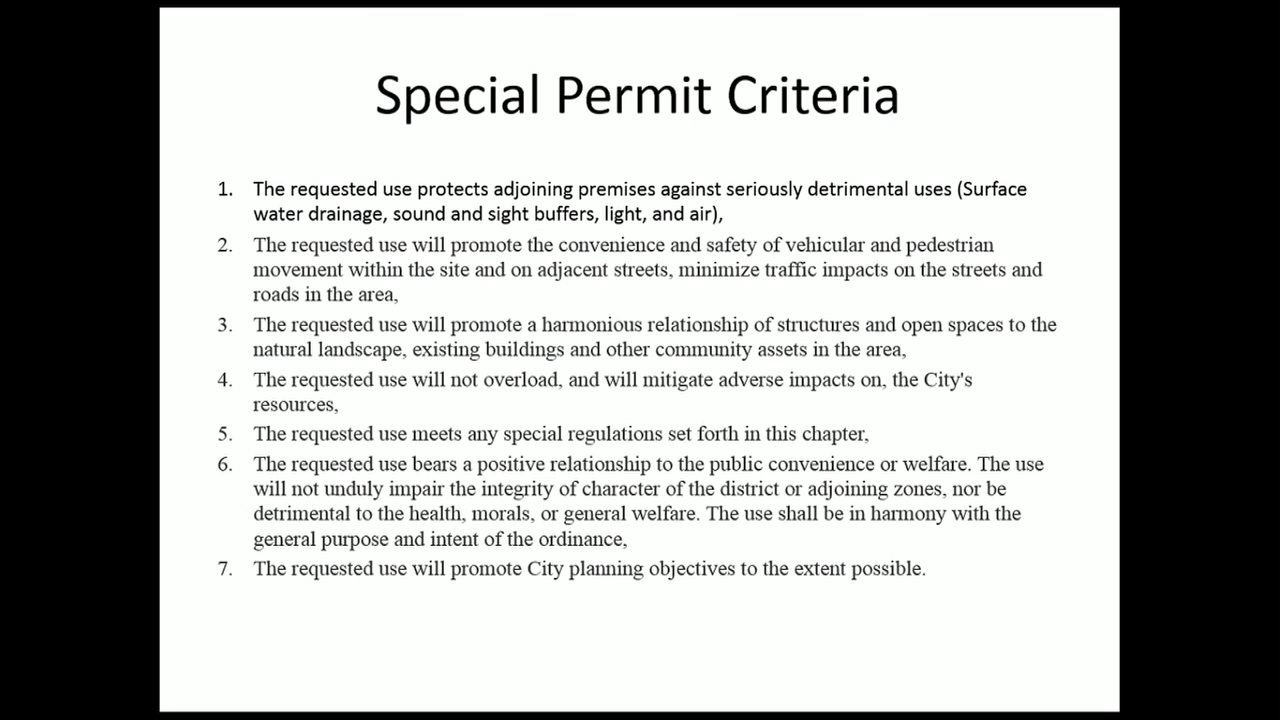 Special Permit Criteria
1. The requested use protects adjoining premises against seriously detrimental uses (Surface
water drainage, sound and sight buffers, light, and air),
2. The requested use will promote the convenience and safety of vehicular and pedestrian
movement within the site and on adjacent streets, minimize traffic impacts on the streets and
roads in the area,
3. The requested use will promote a harmonious relationship of structures and open spaces to the
natural landscape, existing buildings and other community assets in the area,
4. The requested use will not overload, and will mitigate adverse impacts on, the City's
resources,
5. The requested use meets any special regulations set forth in this chapter,
6. The requested use bears a positive relationship to the public convenience or welfare. The use
will not unduly impair the integrity of character of the district or adjoining zones, nor be
detrimental to the health, morals, or general welfare. The use shall be in harmony with the
general purpose and intent of the ordinance,
7. The requested use will promote City planning objectives to the extent possible.